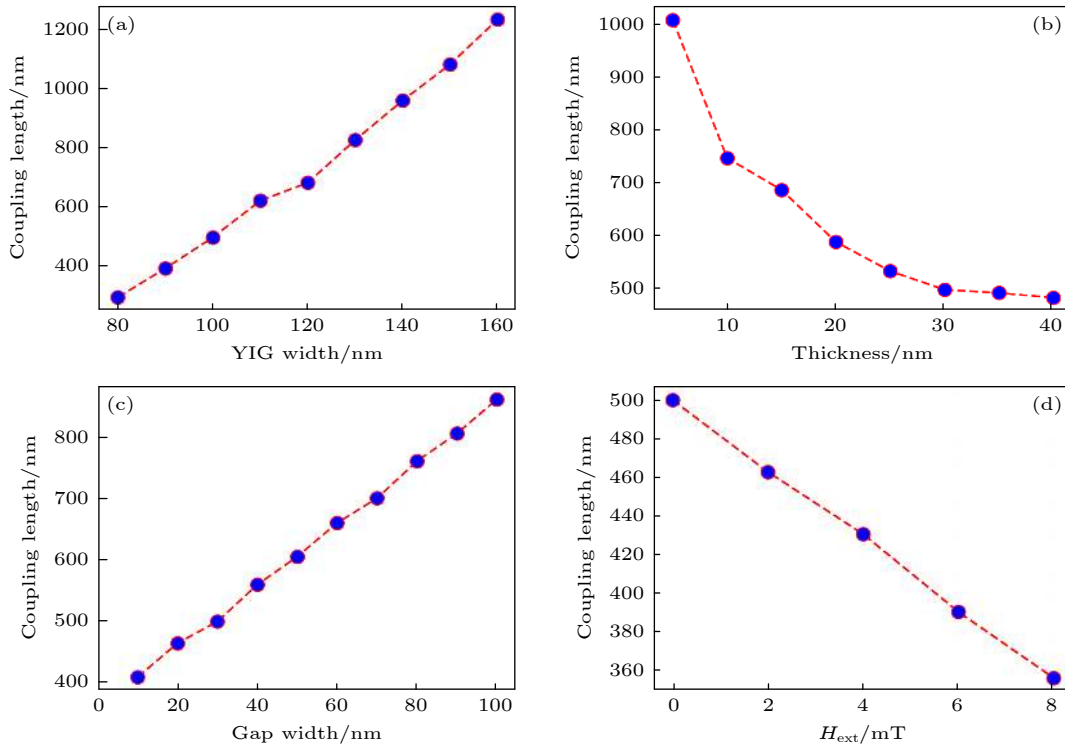 (a)
Coupling length/nm
1200
1000
800
600
400
80 100 120 140 160
YIG width/nm
(b)
Coupling length/nm
1000
900
800
700
600
500
10 20 30 40
Thickness/nm
(c)
Coupling length/nm
800
700
600
500
400
0 20 40 60 80 100
Gap width/nm
(d)
Coupling length/nm
500
480
460
430
400
380
360
0 2 4 6 8
H_ext/mT